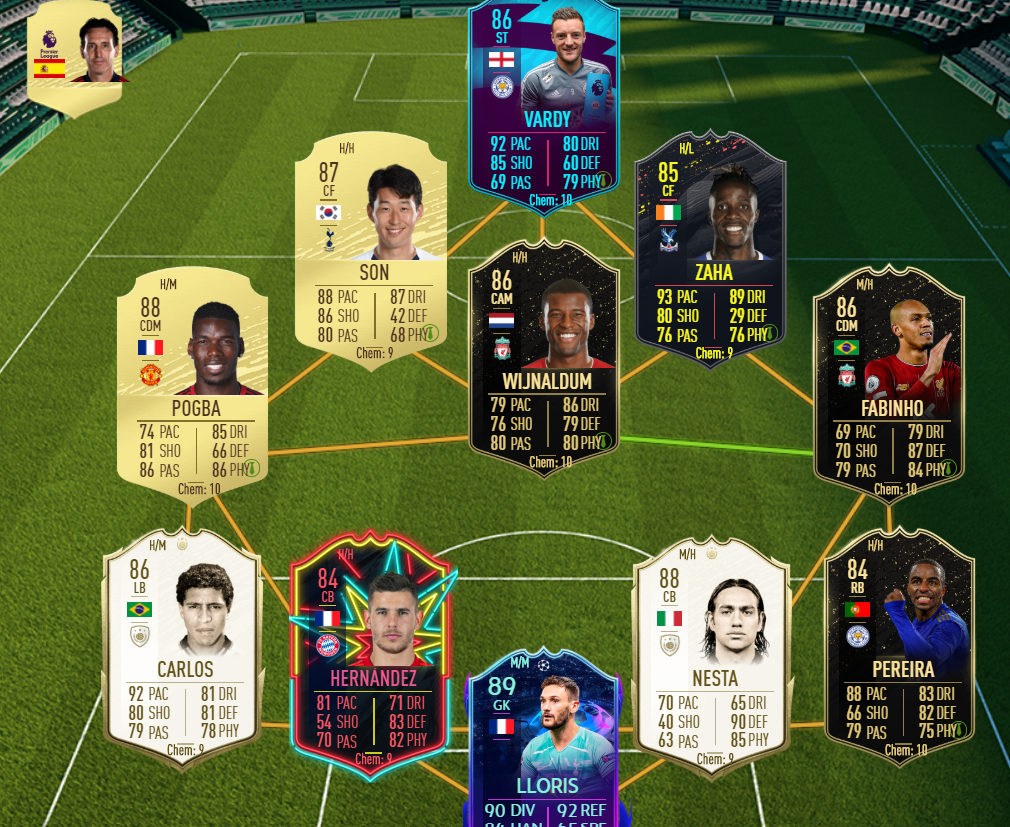 Premier
League
86
ST
VARDY
92 PAC 80 DRI
85 SHO 60 DEF
69 PAS 79 PHY
Chem: 10
H/H
87
CF
SON
88 PAC 87 DRI
86 SHO 42 DEF
80 PAS 68 PHY
Chem: 9
H/L
85
CF
ZAHA
93 PAC 89 DRI
80 SHO 29 DEF
76 PAS 76 PHY
Chem: 9
H/M
88
CDM
POGBA
74 PAC 85 DRI
81 SHO 66 DEF
86 PAS 86 PHY
Chem: 10
H/H
86
CAM
WIJNALDUM
79 PAC 86 DRI
76 SHO 79 DEF
80 PAS 80 PHY
Chem: 10
M/H
86
CDM
FABINHO
69 PAC 79 DRI
70 SHO 87 DEF
79 PAS 84 PHY
Chem: 10
H/M
86
LB
CARLOS
92 PAC 81 DRI
80 SHO 81 DEF
79 PAS 78 PHY
Chem: 9
H/H
84
CB
HERNÁNDEZ
81 PAC 71 DRI
54 SHO 83 DEF
70 PAS 82 PHY
Chem: 9
M/M
89
GK
LLORIS
90 DIV 92 REF
M/H
88
CB
NESTA
70 PAC 65 DRI
40 SHO 90 DEF
63 PAS 85 PHY
Chem: 9
H/H
84
RB
PEREIRA
88 PAC 83 DRI
66 SHO 82 DEF
79 PAS 75 PHY
Chem: 10